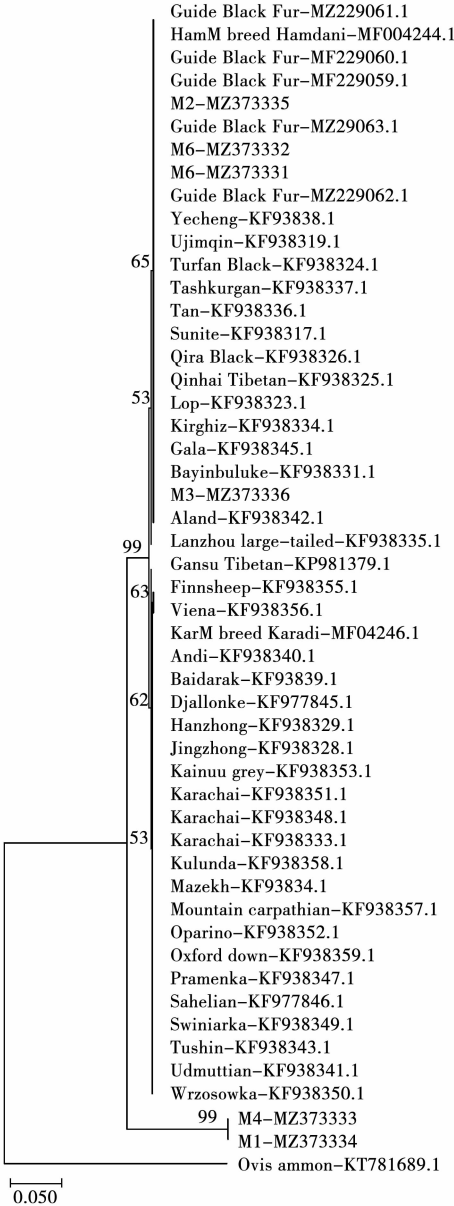 Guide Black Fur–MZ229061.1
HamM breed Hamdani–MF004244.1
Guide Black Fur–MF229060.1
Guide Black Fur–MF229059.1
M2–MZ373335
Guide Black Fur–MZ29063.1
M6–MZ373332
M6–MZ373331
Guide Black Fur–MZ229062.1
Yecheng–KF93838.1
Ujimqin–KF938319.1
65
Turfan Black–KF938324.1
Tashkurgan–KF938337.1
Tan–KF938336.1
Sunite–KF938317.1
Qira Black–KF938326.1
Qinhai Tibetan–KF938325.1
53
Lop–KF938323.1
Kirghiz–KF938334.1
Gala–KF938345.1
Bayinbuluke–KF938331.1
M3–MZ373336
Aland–KF938342.1
Lanzhou large–tailed–KF938335.1
99
Gansu Tibetan–KP981379.1
Finnsheep–KF938355.1
63
Viena–KF938356.1
KarM breed Karadi–MF04246.1
Andi–KF938340.1
Baidarak–KF93839.1
62
Djallonke–KF977845.1
Hanzhong–KF938329.1
Jingzhong–KF938328.1
Kainuu grey–KF938353.1
Karachai–KF938351.1
Karachai–KF938348.1
53
Karachai–KF938333.1
Kulunda–KF938358.1
Mazekh–KF93834.1
Mountain carpathian–KF938357.1
Oparino–KF938352.1
Oxford down–KF938359.1
Pramenka–KF938347.1
Sahelian–KF977846.1
Swiniarka–KF938349.1
Tushin–KF938343.1
Udmuttian–KF938341.1
Wrzosowka–KF938350.1
99
M4–MZ373333
M1–MZ373334
Ovis ammon–KT781689.1
0.050